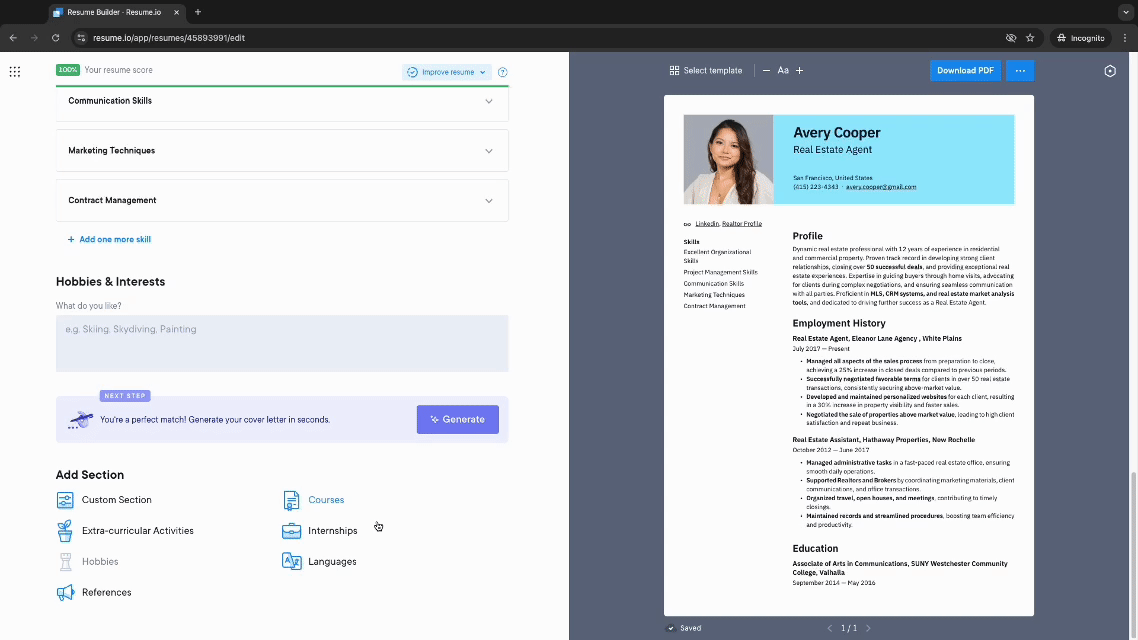 Resume Builder - Resume.io
resume.io/app/resumes/45893991/edit
Incognito
100% Your resume score
Improve resume
Communication Skills
Marketing Techniques
Contract Management
+ Add one more skill
Hobbies & Interests
What do you like?
e.g. Skiing, Skydiving, Painting
NEXT STEP
You're a perfect match! Generate your cover letter in seconds.
Generate
Add Section
Custom Section
Courses
Extra-curricular Activities
Internships
Hobbies
Languages
References
Select template
— Aa +
Download PDF
Avery Cooper
Real Estate Agent
San Francisco, United States
(415) 223-4343 · avery.cooper@gmail.com
LinkedIn, Realtor Profile
Skills
Excellent Organizational
Skills
Project Management Skills
Communication Skills
Marketing Techniques
Contract Management
Profile
Dynamic real estate professional with 12 years of experience in residential
and commercial property. Proven track record in developing strong client
relationships, closing over 50 successful deals, and providing exceptional real
estate experiences. Expertise in guiding buyers through home visits, advocating
for clients during complex negotiations, and ensuring seamless communication
with all parties. Proficient in MLS, CRM systems, and real estate market analysis
tools, and dedicated to driving further success as a Real Estate Agent.
Employment History
Real Estate Agent, Eleanor Lane Agency , White Plains
July 2017 — Present
• Managed all aspects of the sales process from preparation to close,
achieving a 25% increase in closed deals compared to previous periods.
• Successfully negotiated favorable terms for clients in over 50 real estate
transactions, consistently securing above-market value.
• Developed and maintained personalized websites for each client, resulting
in a 30% increase in property visibility and faster sales.
• Negotiated the sale of properties above market value, leading to high client
satisfaction and repeat business.
Real Estate Assistant, Hathaway Properties, New Rochelle
October 2012 — June 2017
• Managed administrative tasks in a fast-paced real estate office, ensuring
smooth daily operations.
• Supported Realtors and Brokers by coordinating marketing materials, client
communications, and office transactions.
• Organized travel, open houses, and meetings, contributing to timely
closings.
• Maintained records and streamlined procedures, boosting team efficiency
and productivity.
Education
Associate of Arts in Communications, SUNY Westchester Community
College, Valhalla
September 2014 — May 2016
Saved
1 / 1